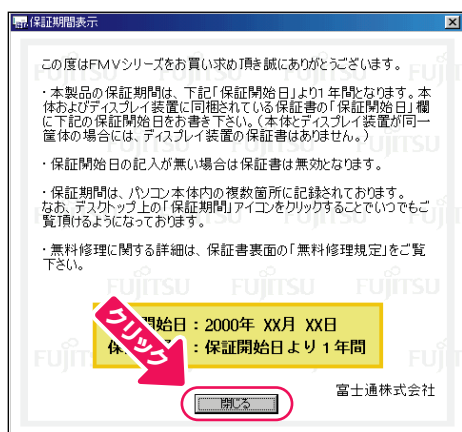 保証期間表示
この度はFMVシリーズをお買い求め頂き誠にありがとうございます。
・本製品の保証期間は、下記「保証開始日」より1年間となります。本
体およびディスプレイ装置に同梱されている保証書の「保証開始日」欄
に下記の保証開始日をお書き下さい。（本体とディスプレイ装置が同一
筐体の場合には、ディスプレイ装置の保証書はありません。）
・保証開始日の記入が無い場合は保証書は無効となります。
・保証期間は、パソコン本体内の複数箇所に記録されております。
なお、デスクトップ上の「保証期間」アイコンをクリックすることでいつでもご
覧頂けるようになっております。
・無料修理に関する詳細は、保証書裏面の「無料修理規定」をご覧
下さい。
開始日：2000年 XX月 XX日
保：保証開始日より1年間
クリック
閉じる
富士通株式会社
FUJITSU FUJITSU FUJITSU